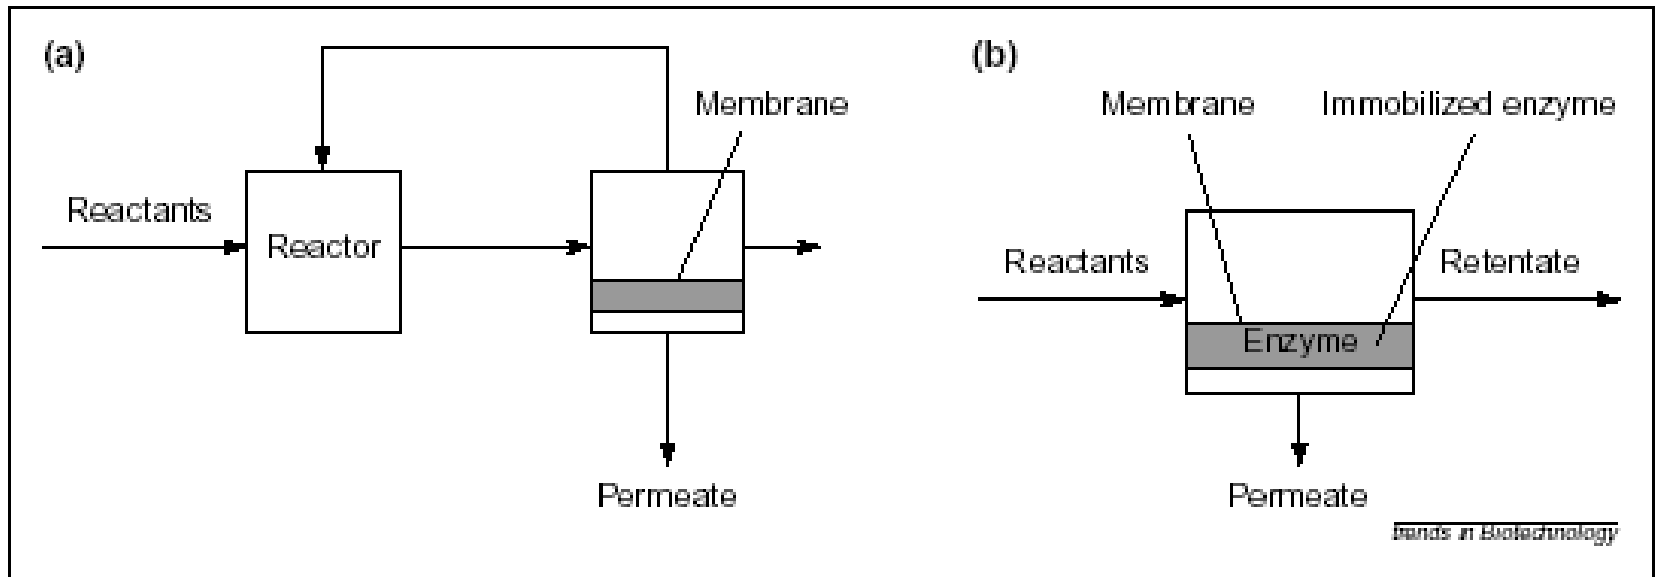 (a)
Membrane
Reactants
Reactor
Permeate
(b)
Membrane
Immobilized enzyme
Reactants
Retentate
Enzyme
Permeate
trends in Biotechnology